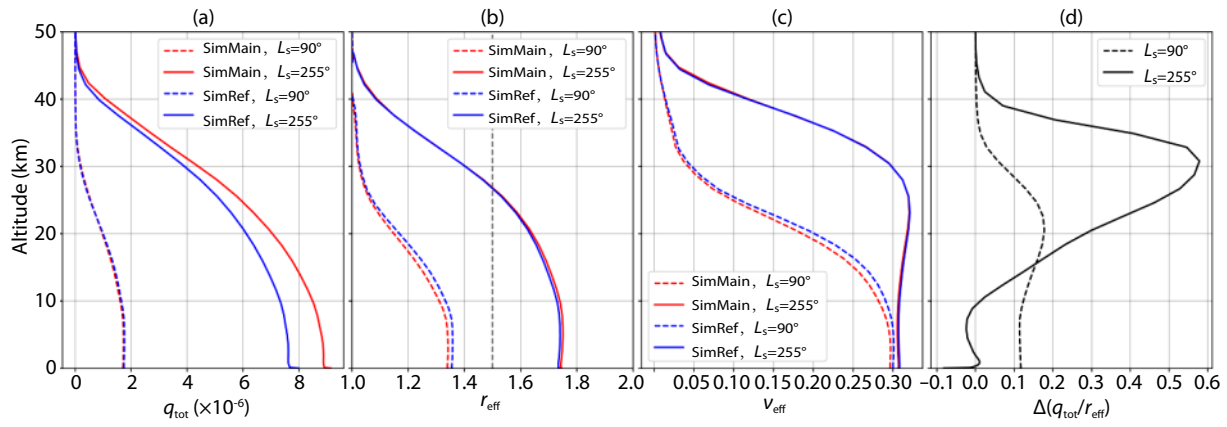 (a)
(b)
(c)
(d)
Altitude (km)
50
40
30
20
10
0
SimMain, Ls=90°
SimMain, Ls=255°
SimRef, Ls=90°
SimRef, Ls=255°
0 2 4 6 8
qtot (×10-6)
SimMain, Ls=90°
SimMain, Ls=255°
SimRef, Ls=90°
SimRef, Ls=255°
1.0 1.2 1.4 1.6 1.8 2.0
reff
SimMain, Ls=90°
SimMain, Ls=255°
SimRef, Ls=90°
SimRef, Ls=255°
0.05 0.10 0.15 0.20 0.25 0.30
νeff
Ls=90°
Ls=255°
−0.1 0.0 0.1 0.2 0.3 0.4 0.5 0.6
Δ(qtot/reff)